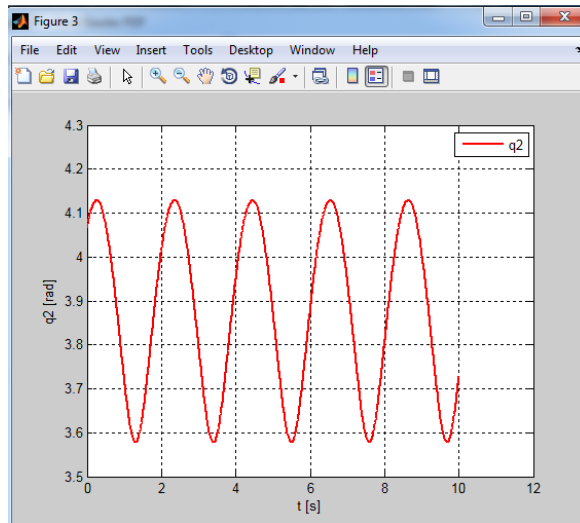 Figure 3
File Edit View Insert Tools Desktop Window Help
4.3
4.2
4.1
4
3.9
3.8
3.7
3.6
3.5
q2 [rad]
q2
0 2 4 6 8 10 12
t [s]